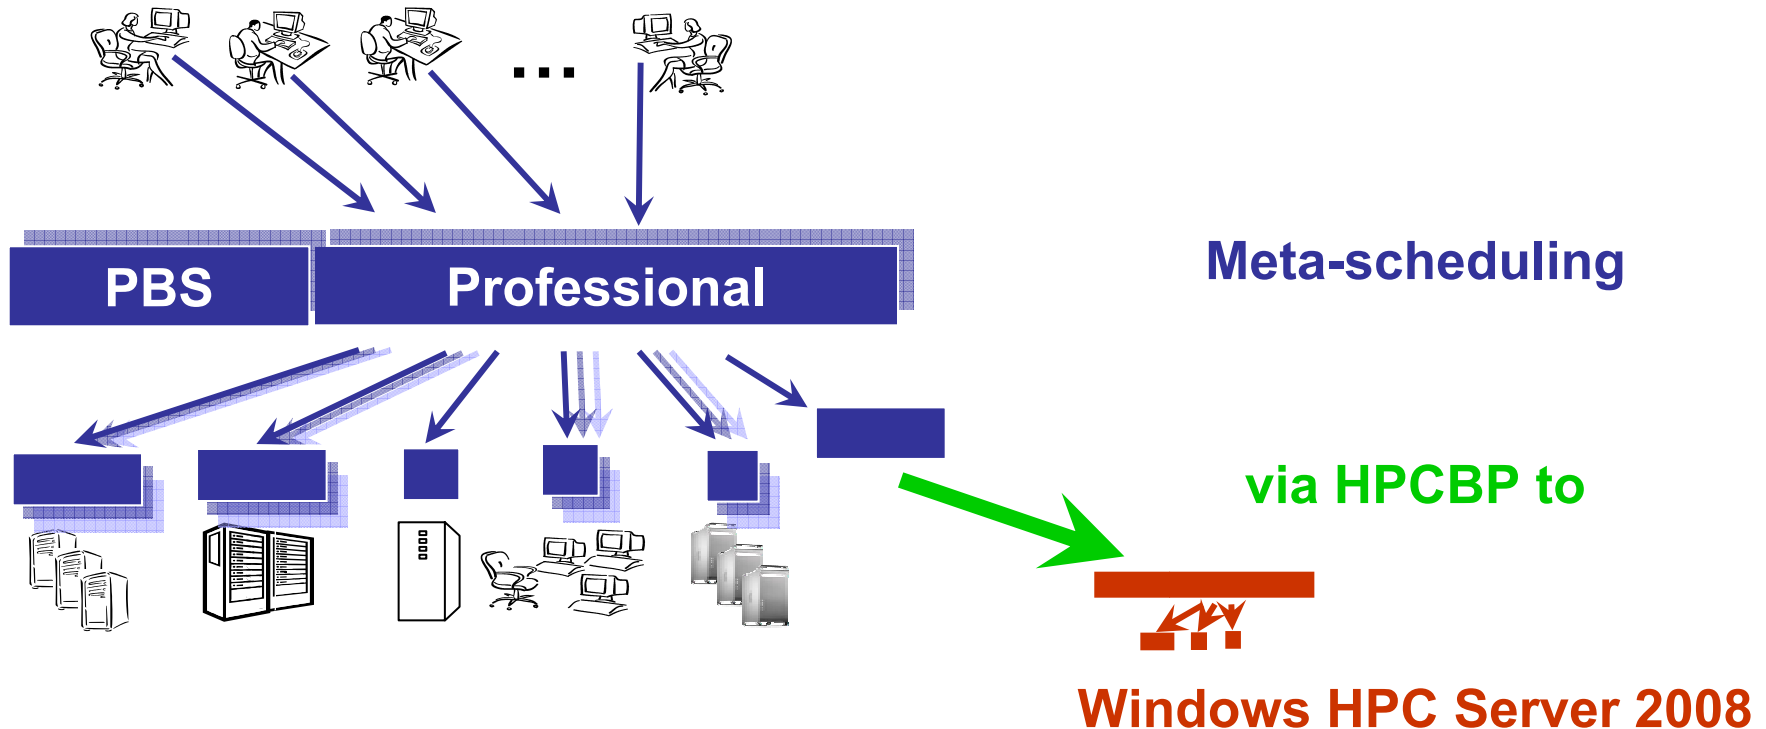 ...
PBS Professional
Meta-scheduling
via HPCBP to
Windows HPC Server 2008